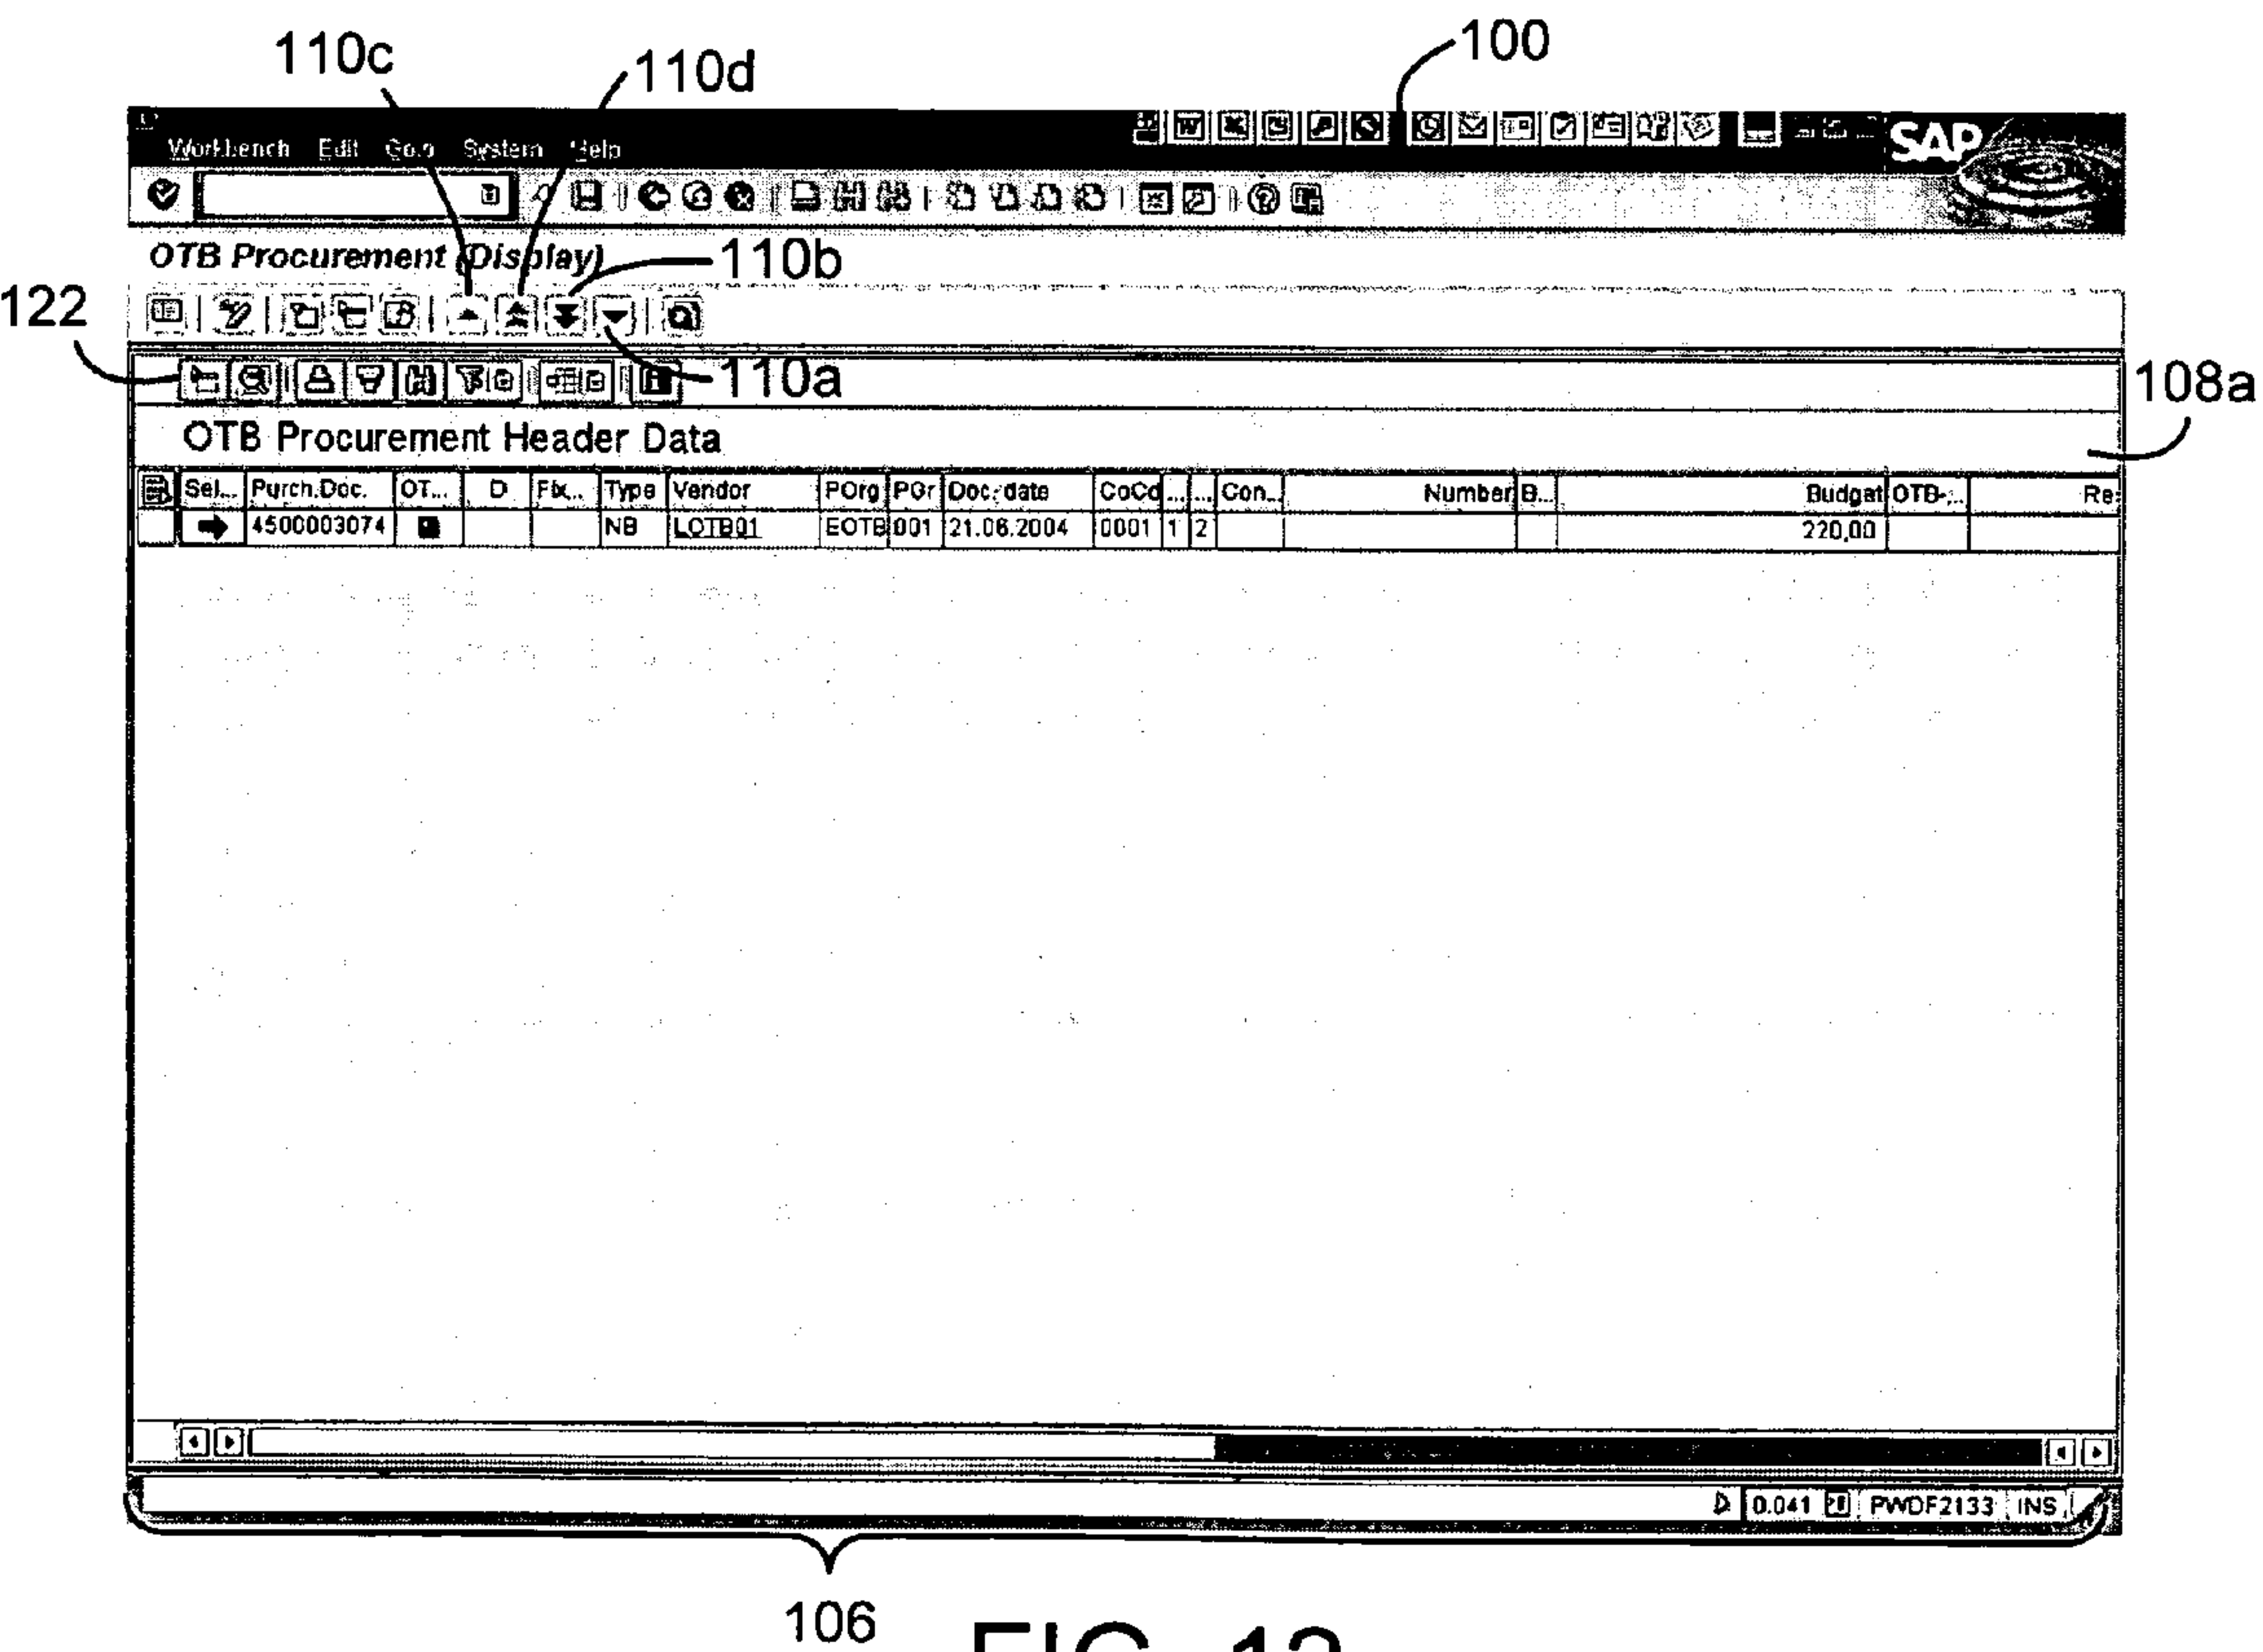 110c
110d
100
Workbench Edit Goto System Help
SAP
OTB Procurement (Display)
110b
122
110a
108a
OTB Procurement Header Data
Sel... Purch.Doc. OT... D Fix... Type Vendor POrg PGr Doc. date CoCd ... ... Con... Number B... Budget OTB-... Re
4500003074 NB LOTB01 EOTB 001 21.06.2004 0001 1 2 220,00
0.041 PWDF2133 INS
106